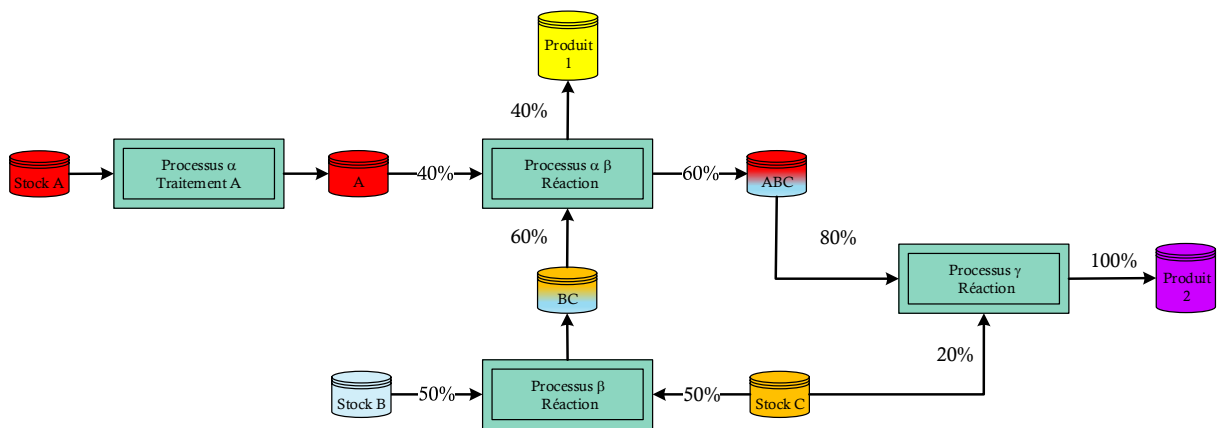 Produit
1
40%
Stock A
Processus α
Traitement A
A
40%
Processus α β
Réaction
60%
ABC
60%
80%
BC
Processus γ
Réaction
100%
Produit
2
20%
Stock B
50%
Processus β
Réaction
50%
Stock C